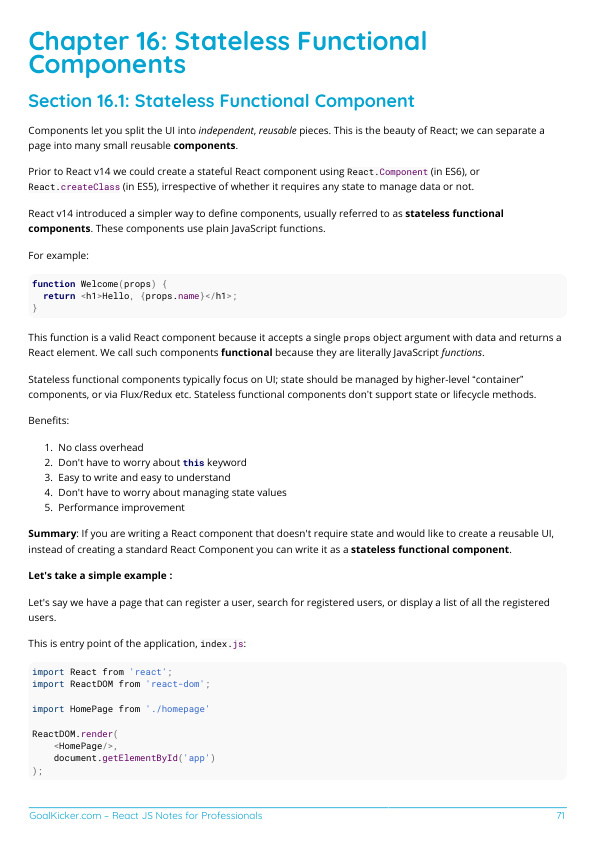 Chapter 16: Stateless Functional
Components
Section 16.1: Stateless Functional Component
Components let you split the UI into independent, reusable pieces. This is the beauty of React; we can separate a
page into many small reusable components.
Prior to React v14 we could create a stateful React component using React.Component (in ES6), or
React.createClass (in ES5), irrespective of whether it requires any state to manage data or not.
React v14 introduced a simpler way to define components, usually referred to as stateless functional
components. These components use plain JavaScript functions.
For example:
function Welcome(props) {
  return <h1>Hello, {props.name}</h1>;
}
This function is a valid React component because it accepts a single props object argument with data and returns a
React element. We call such components functional because they are literally JavaScript functions.
Stateless functional components typically focus on UI; state should be managed by higher-level “container”
components, or via Flux/Redux etc. Stateless functional components don't support state or lifecycle methods.
Benefits:
1. No class overhead
2. Don't have to worry about this keyword
3. Easy to write and easy to understand
4. Don't have to worry about managing state values
5. Performance improvement
Summary: If you are writing a React component that doesn't require state and would like to create a reusable UI,
instead of creating a standard React Component you can write it as a stateless functional component.
Let's take a simple example :
Let's say we have a page that can register a user, search for registered users, or display a list of all the registered
users.
This is entry point of the application, index.js:
import React from 'react';
import ReactDOM from 'react-dom';
import HomePage from './homepage'
ReactDOM.render(
    <HomePage/>,
    document.getElementById('app')
);
GoalKicker.com – React JS Notes for Professionals 71